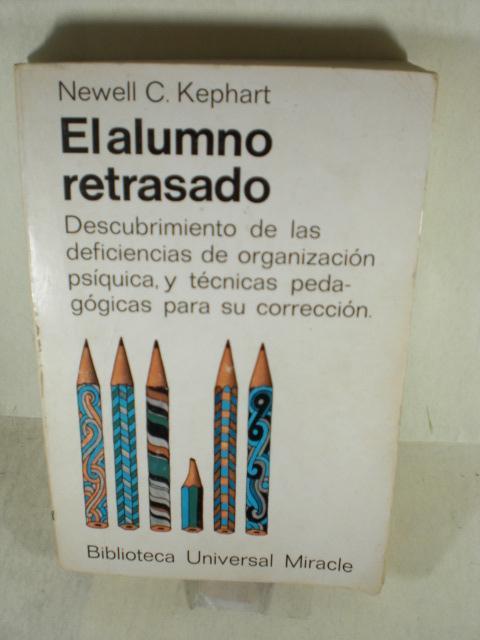 Newell C. Kephart
El alumno
retrasado
Descubrimiento de las
deficiencias de organización
psíquica, y técnicas peda-
gógicas para su corrección.
Biblioteca Universal Miracle